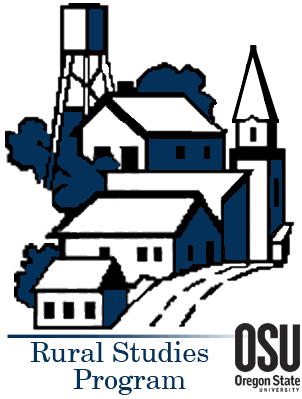 Rural Studies
Program
OSU
Oregon State
UNIVERSITY